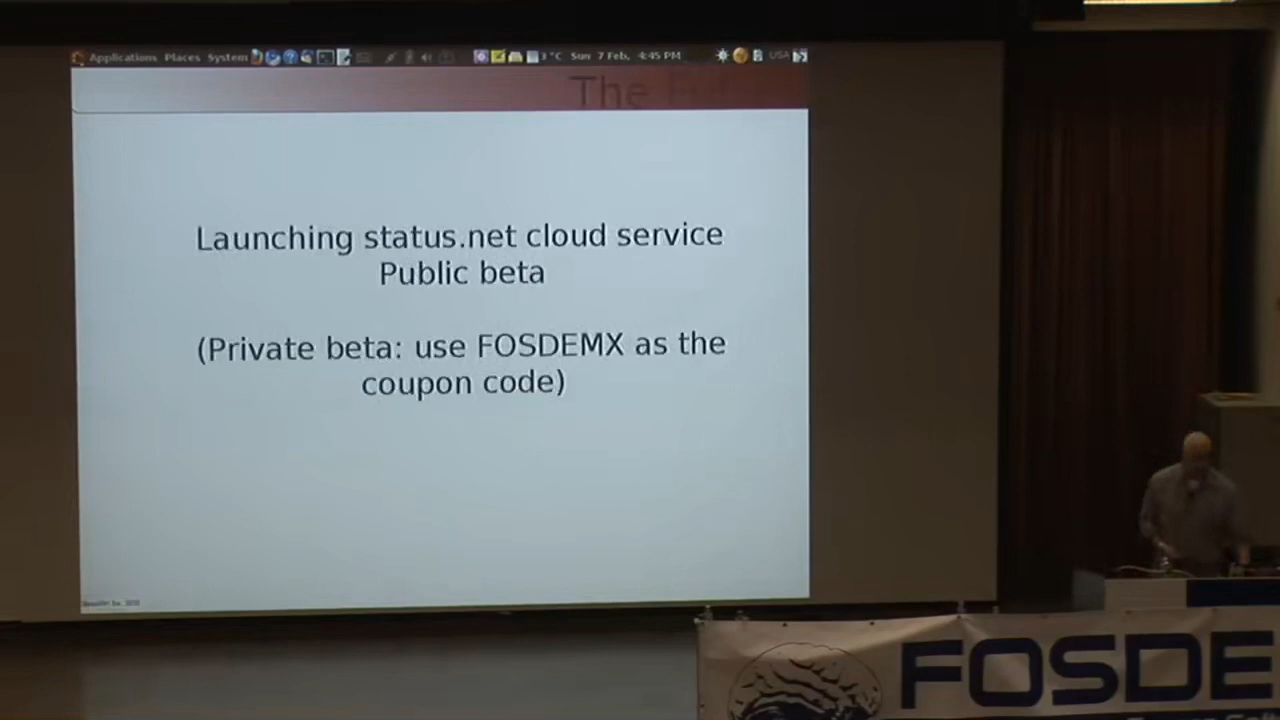 Applications Places System 3 °C Sun 7 Feb, 4:45 PM USA
The
Launching status.net cloud service
Public beta
(Private beta: use FOSDEMX as the
coupon code)
FOSDE